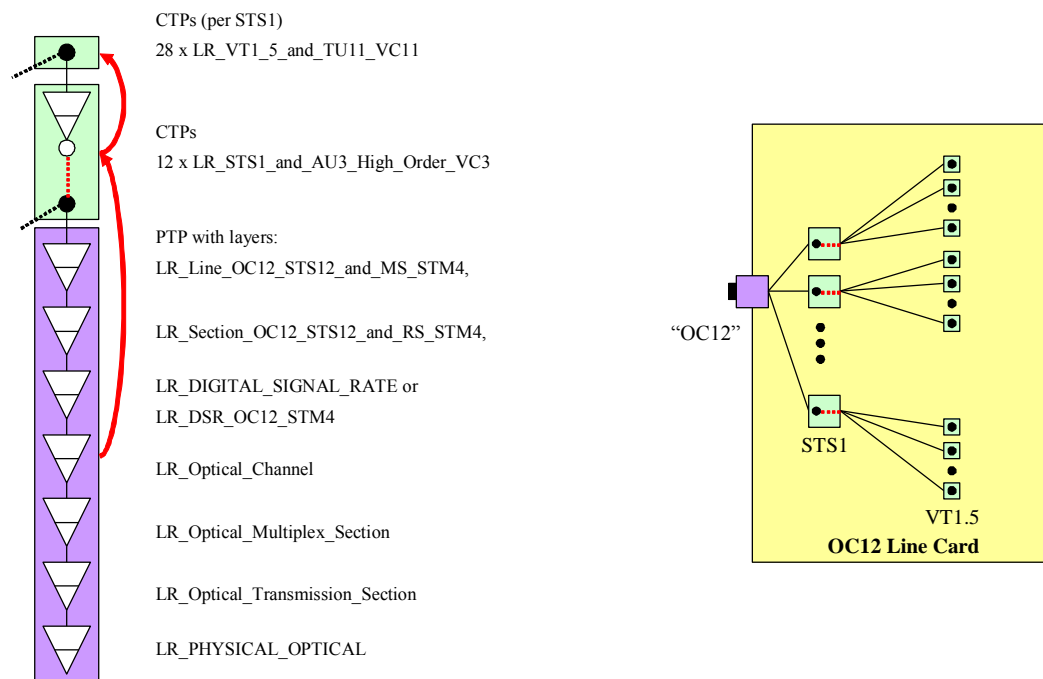 CTPs (per STS1)
28 x LR_VT1_5_and_TU11_VC11
CTPs
12 x LR_STS1_and_AU3_High_Order_VC3
PTP with layers:
LR_Line_OC12_STS12_and_MS_STM4,
LR_Section_OC12_STS12_and_RS_STM4,
LR_DIGITAL_SIGNAL_RATE or
LR_DSR_OC12_STM4
LR_Optical_Channel
LR_Optical_Multiplex_Section
LR_Optical_Transmission_Section
LR_PHYSICAL_OPTICAL
“OC12”
STS1
VT1.5
OC12 Line Card